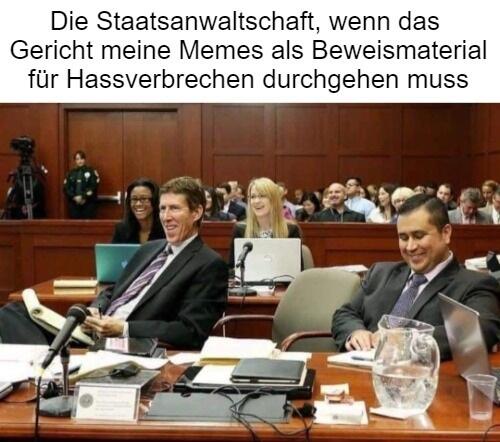 Die Staatsanwaltschaft, wenn das
Gericht meine Memes als Beweismaterial
für Hassverbrechen durchgehen muss